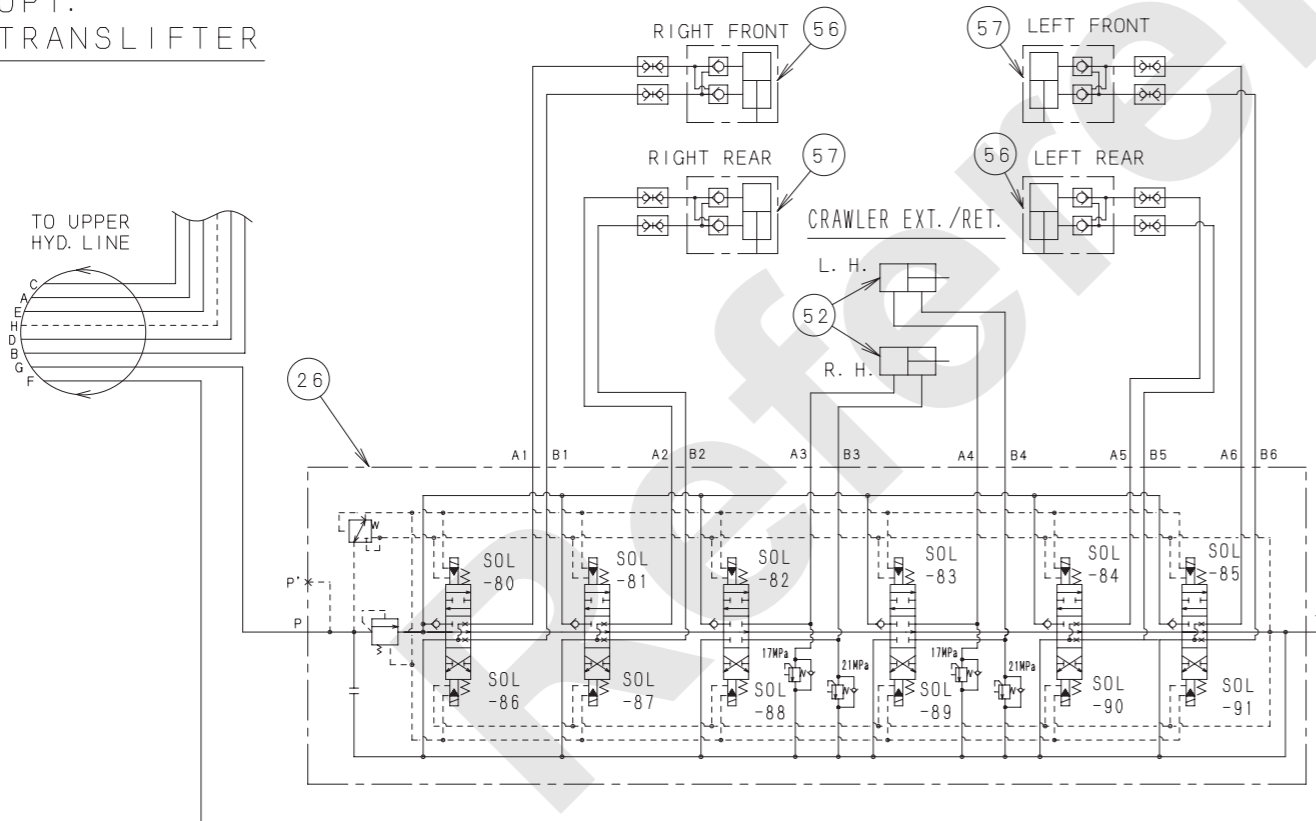 OPT.
TRANSLIFTER
RIGHT FRONT
56
57
LEFT FRONT
RIGHT REAR
57
56
LEFT REAR
TO UPPER
HYD. LINE
CRAWLER EXT./RET.
L. H.
52
R. H.
C
A
E
H
D
B
G
F
26
A1 B1 A2 B2 A3 B3 A4 B4 A5 B5 A6 B6
SOL
-80
SOL
-81
SOL
-82
SOL
-83
SOL
-84
SOL
-85
P'
P
17MPa
21MPa
17MPa
21MPa
SOL
-86
SOL
-87
SOL
-88
SOL
-89
SOL
-90
SOL
-91
Refere